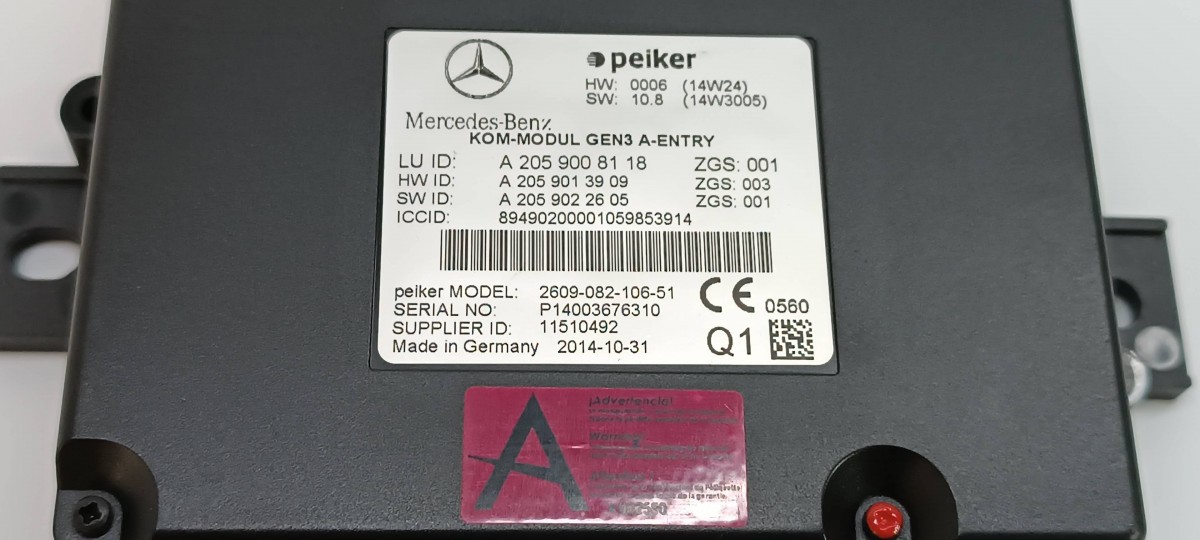 peiker
HW: 0006 (14W24)
SW: 10.8 (14W3005)
Mercedes-Benz
KOM-MODUL GEN3 A-ENTRY
LU ID: A 205 900 81 18 ZGS: 001
HW ID: A 205 901 39 09 ZGS: 003
SW ID: A 205 902 26 05 ZGS: 001
ICCID: 89490200001059853914
peiker MODEL: 2609-082-106-51
SERIAL NO: P14003676310
SUPPLIER ID: 11510492
Made in Germany 2014-10-31
CE 0560
Q1
A
¡Advertencia!
Warning!
de la garantie